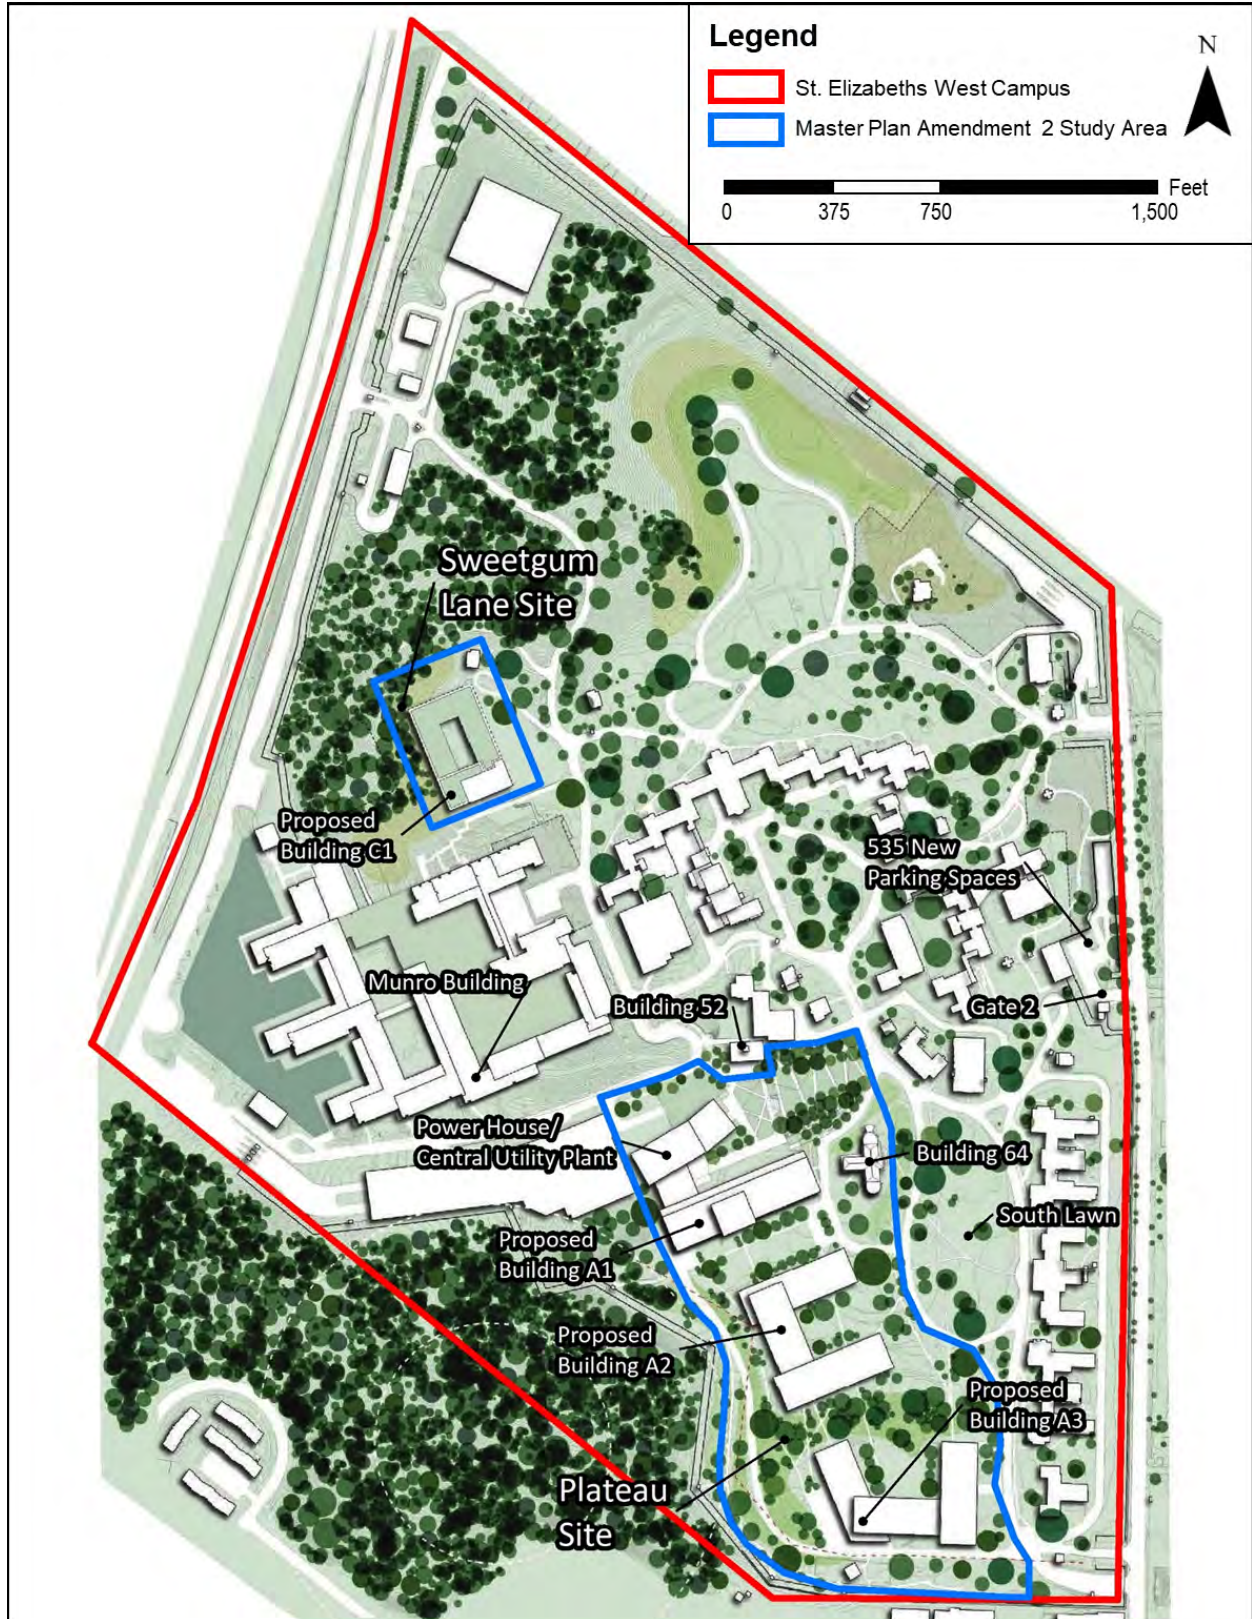 Legend
N
St. Elizabeths West Campus
Master Plan Amendment 2 Study Area
Feet
0 375 750 1,500
Sweetgum
Lane Site
Proposed
Building C1
535 New
Parking Spaces
Munro Building
Building 52
Gate 2
Power House/
Central Utility Plant
Building 64
South Lawn
Proposed
Building A1
Proposed
Building A2
Proposed
Building A3
Plateau
Site